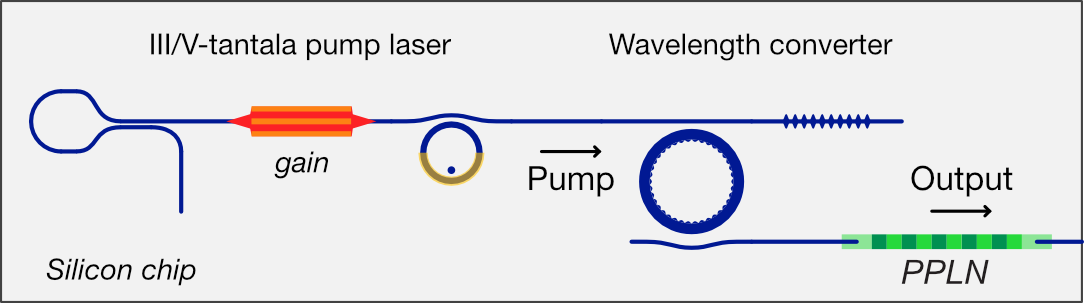 III/V-tantala pump laser
Wavelength converter
gain
Pump
Output
Silicon chip
PPLN